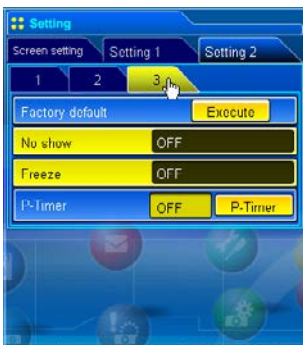 Setting
Screen setting Setting 1 Setting 2
1 2 3
Factory default Execute
No show OFF
Freeze OFF
P-Timer OFF P-Timer